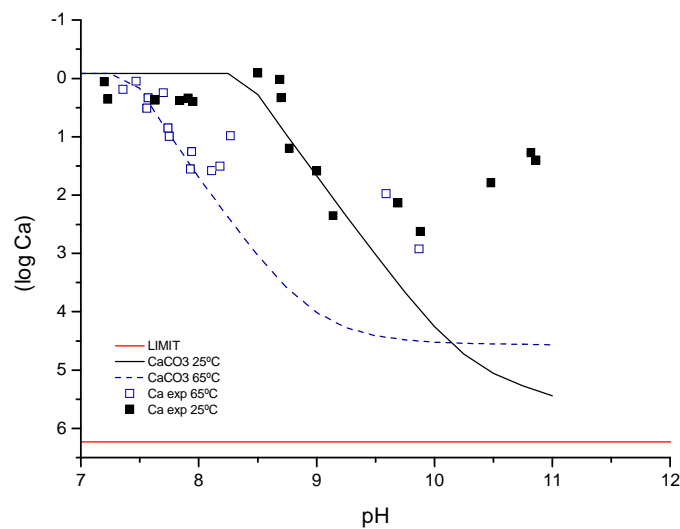 -1
0
1
2
3
4
5
6
(log Ca)
LIMIT
CaCO3 25ºC
CaCO3 65ºC
Ca exp 65ºC
Ca exp 25ºC
7 8 9 10 11 12
pH